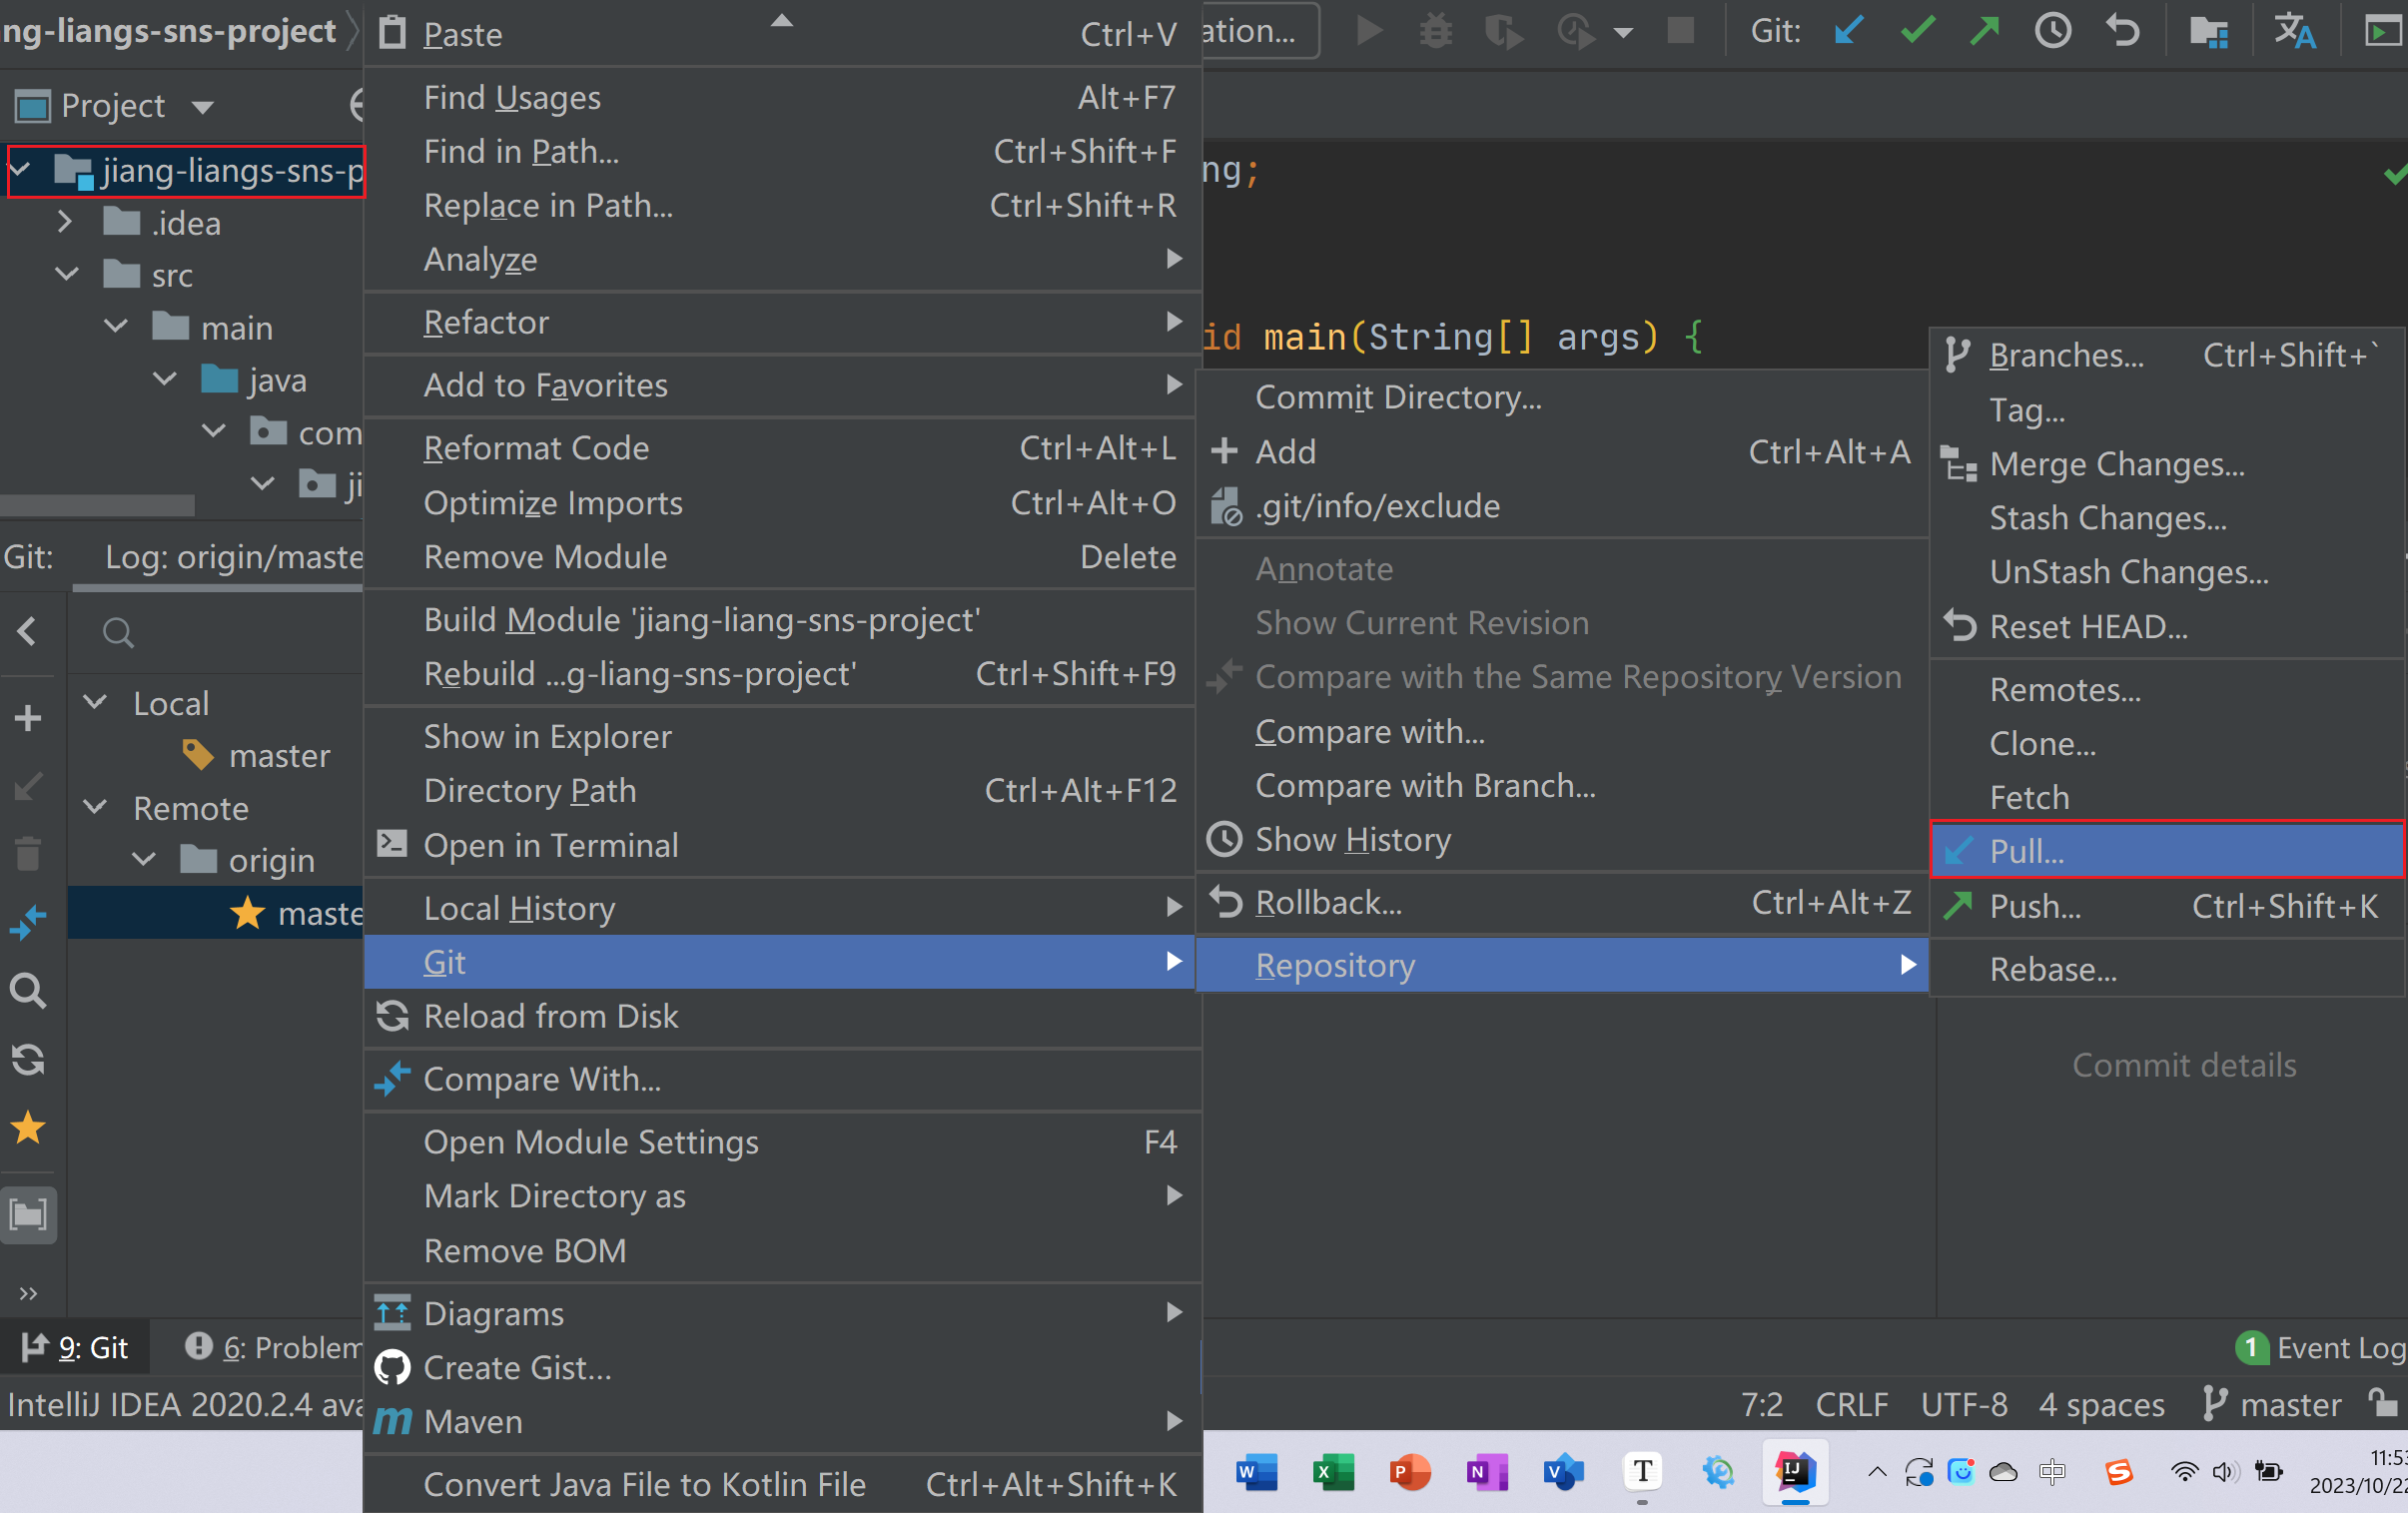 ng-liangs-sns-project
Project
jiang-liangs-sns-p
.idea
src
main
java
com
ji
Git:
Log: origin/maste
Local
master
Remote
origin
maste
9: Git
6: Problem
IntelliJ IDEA 2020.2.4 ava
Paste Ctrl+V
Find Usages Alt+F7
Find in Path... Ctrl+Shift+F
Replace in Path... Ctrl+Shift+R
Analyze
Refactor
Add to Favorites
Reformat Code Ctrl+Alt+L
Optimize Imports Ctrl+Alt+O
Remove Module Delete
Build Module 'jiang-liang-sns-project'
Rebuild ...g-liang-sns-project' Ctrl+Shift+F9
Show in Explorer
Directory Path Ctrl+Alt+F12
Open in Terminal
Local History
Git
Reload from Disk
Compare With...
Open Module Settings F4
Mark Directory as
Remove BOM
Diagrams
Create Gist...
Maven
Convert Java File to Kotlin File Ctrl+Alt+Shift+K
ation...
Git:
ng;
id main(String[] args) {
Commit Directory...
Add Ctrl+Alt+A
.git/info/exclude
Annotate
Show Current Revision
Compare with the Same Repository Version
Compare with...
Compare with Branch...
Show History
Rollback... Ctrl+Alt+Z
Repository
Branches... Ctrl+Shift+`
Tag...
Merge Changes...
Stash Changes...
UnStash Changes...
Reset HEAD...
Remotes...
Clone...
Fetch
Pull...
Push... Ctrl+Shift+K
Rebase...
Commit details
1 Event Log
7:2 CRLF UTF-8 4 spaces master
中
11:53
2023/10/22